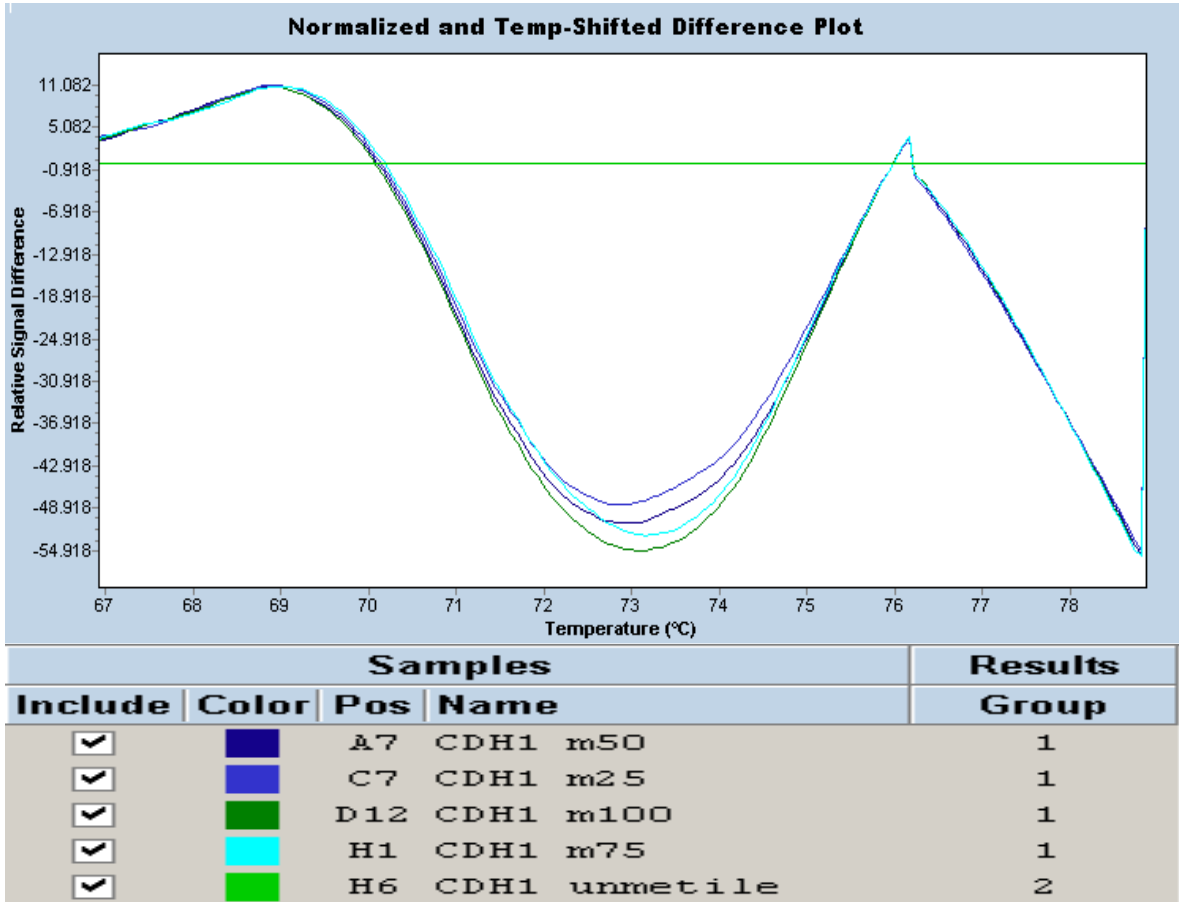 Normalized and Temp-Shifted Difference Plot
Relative Signal Difference
11.082
5.082
-0.918
-6.918
-12.918
-18.918
-24.918
-30.918
-36.918
-42.918
-48.918
-54.918
67 68 69 70 71 72 73 74 75 76 77 78
Temperature (°C)
Samples Results
Include Color Pos Name Group
A7 CDH1 m50 1
C7 CDH1 m25 1
D12 CDH1 m100 1
H1 CDH1 m75 1
H6 CDH1 unmetile 2